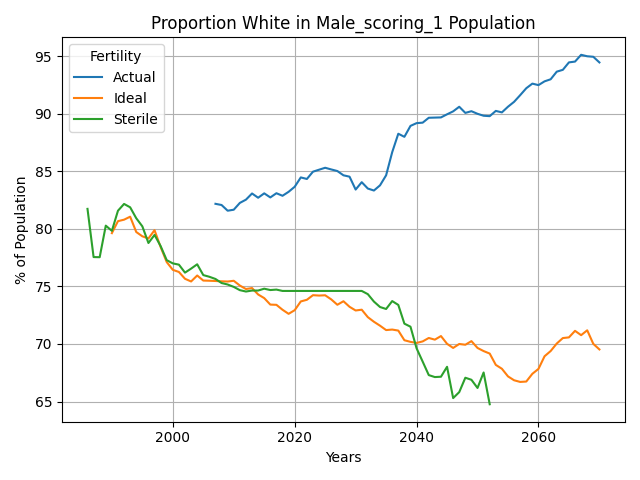 Proportion White in Male_scoring_1 Population
Fertility
Actual
Ideal
Sterile
% of Population
95
90
85
80
75
70
65
2000
2020
2040
2060
Years